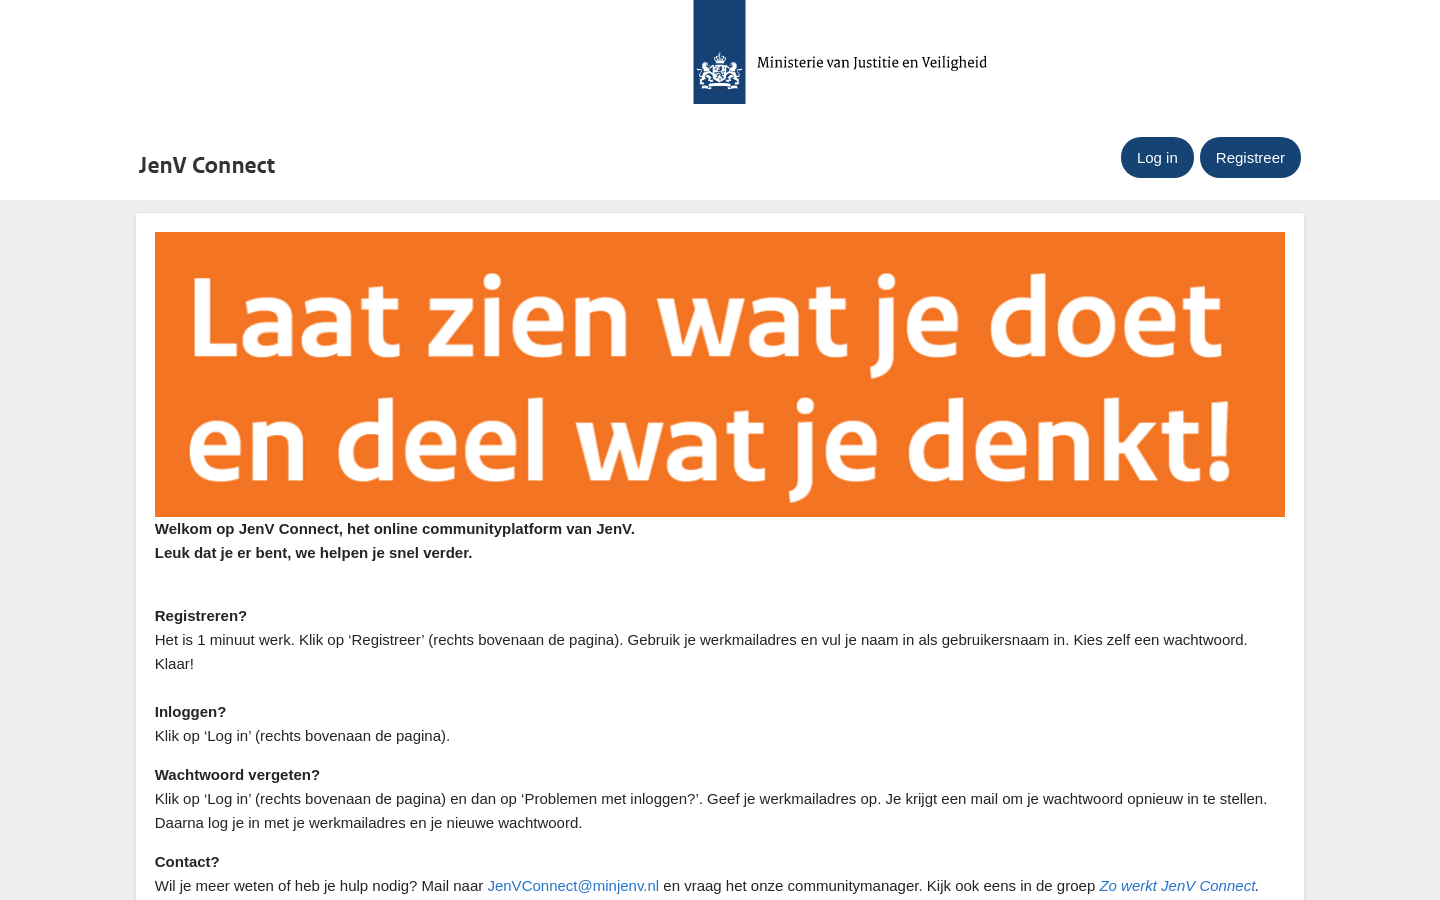 Ministerie van Justitie en Veiligheid
JenV Connect
Log in
Registreer
Laat zien wat je doet
en deel wat je denkt!
Welkom op JenV Connect, het online communityplatform van JenV.
Leuk dat je er bent, we helpen je snel verder.
Registreren?
Het is 1 minuut werk. Klik op ‘Registreer’ (rechts bovenaan de pagina). Gebruik je werkmailadres en vul je naam in als gebruikersnaam in. Kies zelf een wachtwoord.
Klaar!
Inloggen?
Klik op ‘Log in’ (rechts bovenaan de pagina).
Wachtwoord vergeten?
Klik op ‘Log in’ (rechts bovenaan de pagina) en dan op ‘Problemen met inloggen?’. Geef je werkmailadres op. Je krijgt een mail om je wachtwoord opnieuw in te stellen.
Daarna log je in met je werkmailadres en je nieuwe wachtwoord.
Contact?
Wil je meer weten of heb je hulp nodig? Mail naar JenVConnect@minjenv.nl en vraag het onze communitymanager. Kijk ook eens in de groep Zo werkt JenV Connect.